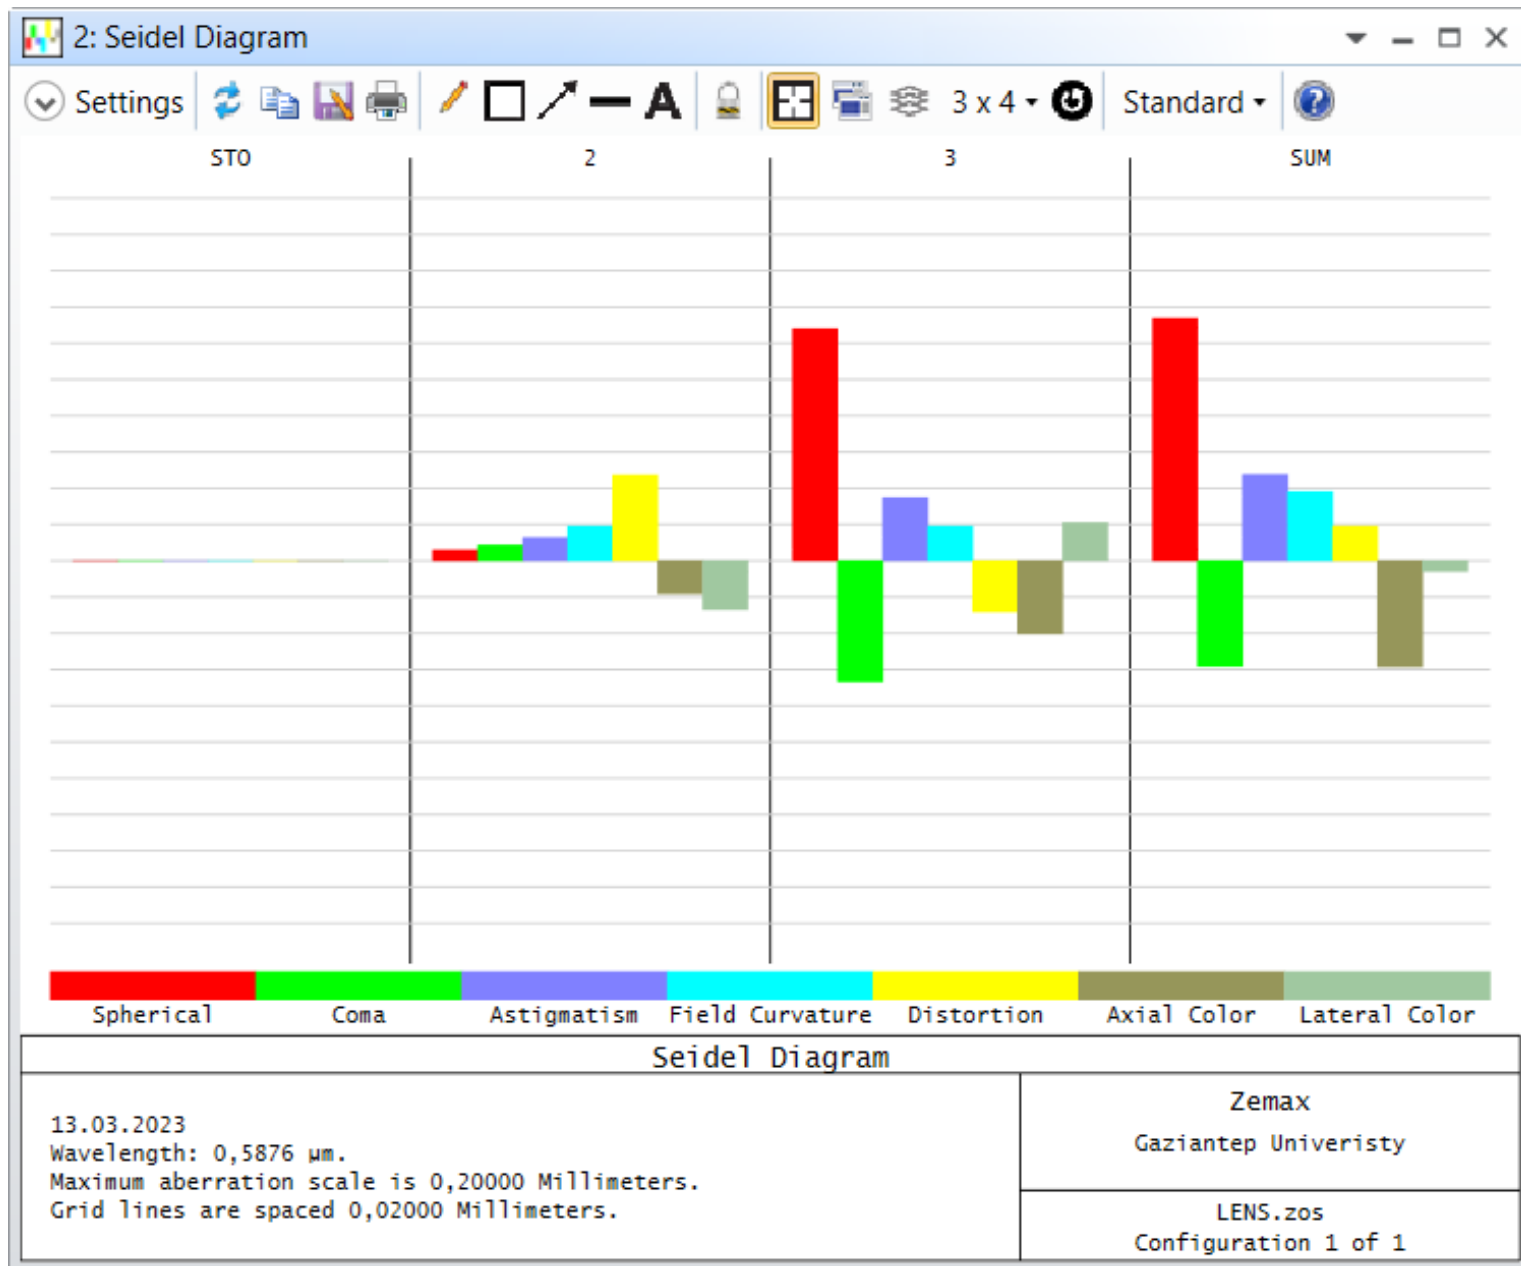 2: Seidel Diagram
Settings A 3 x 4 Standard
STO 2 3 SUM
Spherical Coma Astigmatism Field Curvature Distortion Axial Color Lateral Color
Seidel Diagram
13.03.2023
Wavelength: 0,5876 µm.
Maximum aberration scale is 0,20000 Millimeters.
Grid lines are spaced 0,02000 Millimeters.
Zemax
Gaziantep Univeristy
LENS.zos
Configuration 1 of 1